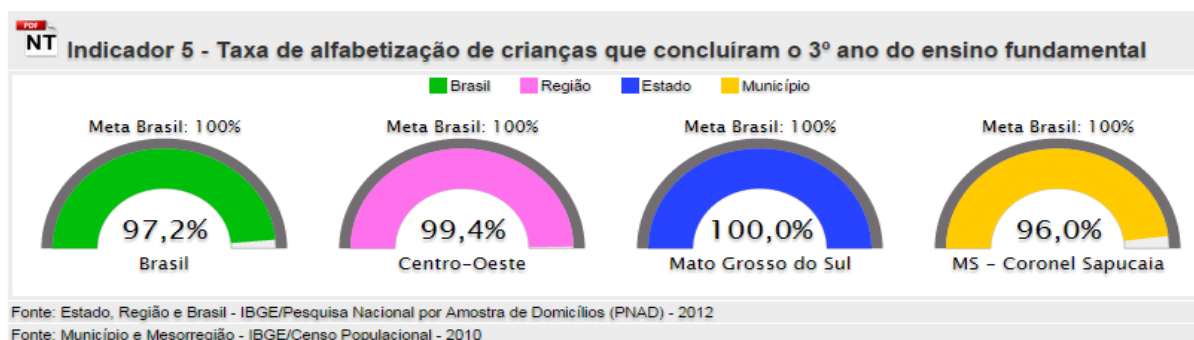 PDF
NT
Indicador 5 - Taxa de alfabetização de crianças que concluíram o 3º ano do ensino fundamental
Brasil Região Estado Município
Meta Brasil: 100% Meta Brasil: 100% Meta Brasil: 100% Meta Brasil: 100%
97,2% 99,4% 100,0% 96,0%
Brasil Centro-Oeste Mato Grosso do Sul MS - Coronel Sapucaia
Fonte: Estado, Região e Brasil - IBGE/Pesquisa Nacional por Amostra de Domicílios (PNAD) - 2012
Fonte: Município e Mesorregião - IBGE/Censo Populacional - 2010